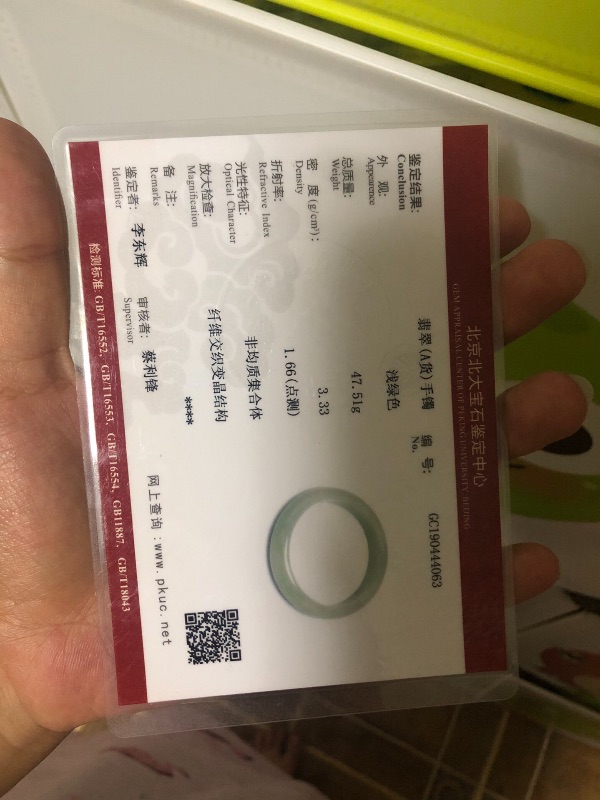 北京北大宝石鉴定中心
GEM APPRAISAL CENTER OF PEKING UNIVERSITY BEIJING
鉴定结果: 翡翠(A货)手镯 编 号: GC190444063
Conclusion No.
外 观: 浅绿色
Appearence
总质量: 47.51g
Weight
密 度(g/cm³): 3.33
Density
折射率: 1.66(点测)
Refractive Index
光性特征: 非均质集合体
Optical Character
放大检查: 纤维交织变晶结构
Magnification
备 注: ****
Remarks
鉴定者: 李东辉 审核者: 蔡利锋 网上查询:www.pkuc.net
Identifier Supervisor
检测标准: GB/T16552, GB/T16553, GB/T16554, GB11887, GB/T18043